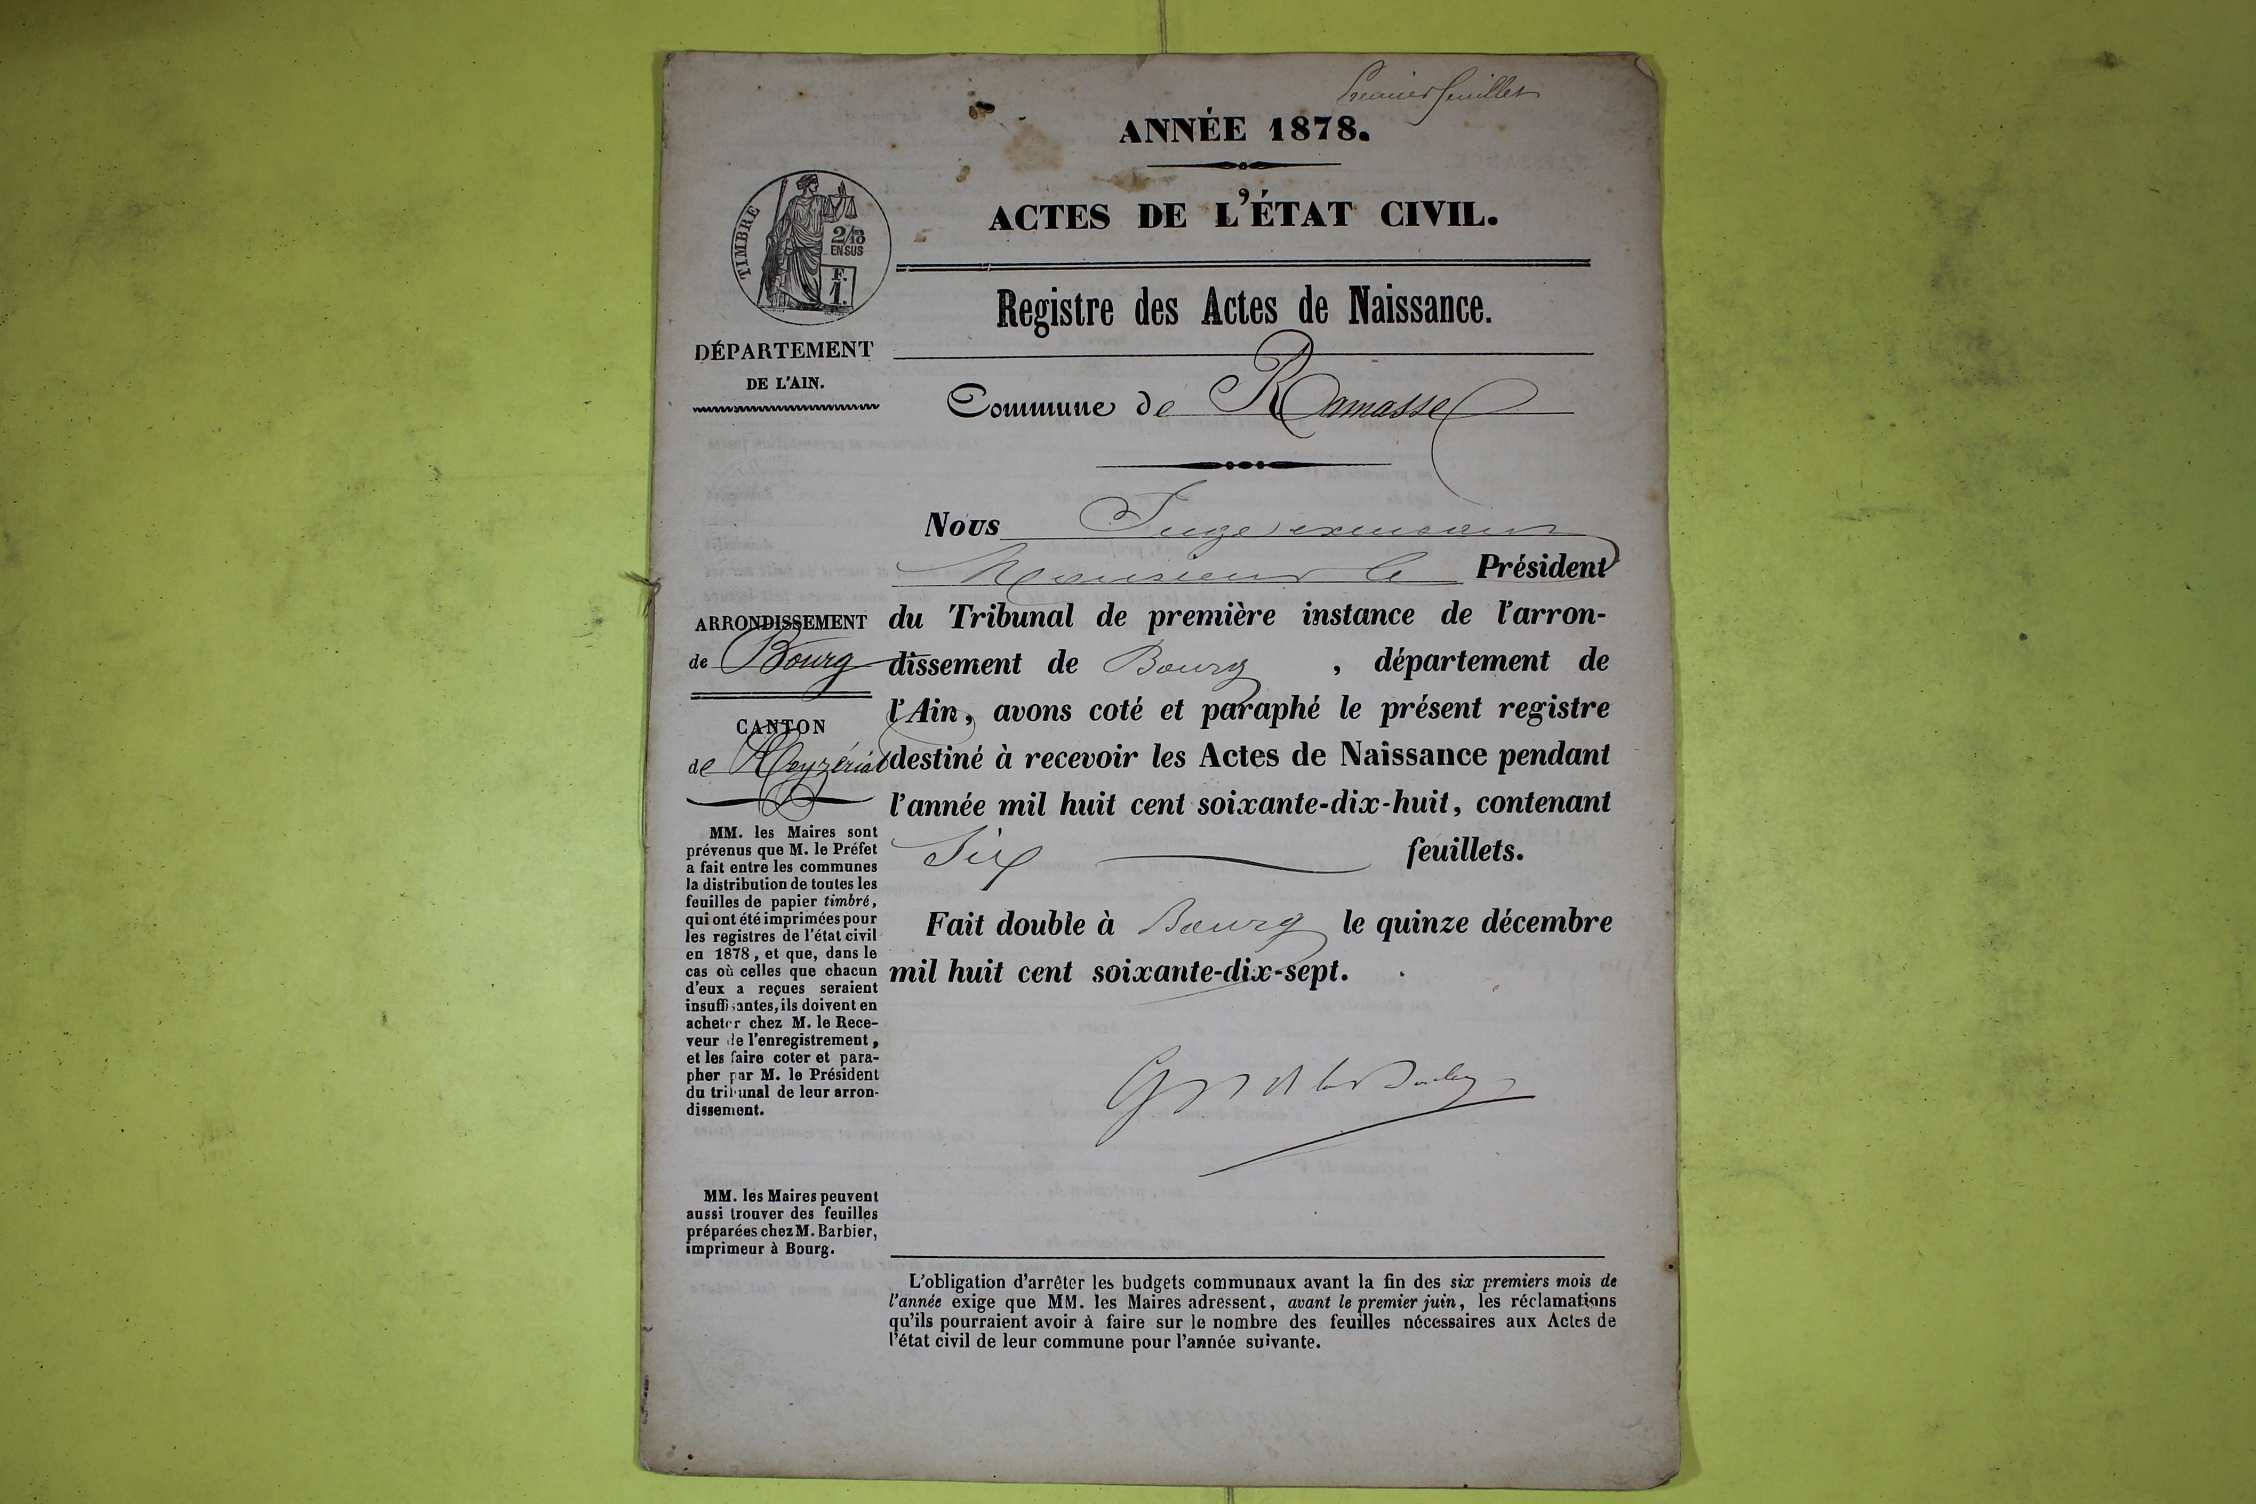 Premier feuillet
ANNÉE 1878.
ACTES DE L'ÉTAT CIVIL.
TIMBRE
2/10
EN SUS
F.
1.
Registre des Actes de Naissance.
DÉPARTEMENT
DE L'AIN.
Commune de Ramasse
Nous Juge
Monsieur le Président
du Tribunal de première instance de l'arron-
dissement de Bourg, département de
l'Ain, avons coté et paraphé le présent registre
destiné à recevoir les Actes de Naissance pendant
l'année mil huit cent soixante-dix-huit, contenant
Six feuillets.
Fait double à Bourg le quinze décembre
mil huit cent soixante-dix-sept.
ARRONDISSEMENT
de Bourg
CANTON
de Ceyzériat
MM. les Maires sont
prévenus que M. le Préfet
a fait entre les communes
la distribution de toutes les
feuilles de papier timbré,
qui ont été imprimées pour
les registres de l'état civil
en 1878, et que, dans le
cas où celles que chacun
d'eux a reçues seraient
insuffisantes, ils doivent en
acheter chez M. le Rece-
veur de l'enregistrement,
et les faire coter et para-
pher par M. le Président
du tribunal de leur arron-
dissement.
MM. les Maires peuvent
aussi trouver des feuilles
préparées chez M. Barbier,
imprimeur à Bourg.
L'obligation d'arrêter les budgets communaux avant la fin des six premiers mois de
l'année exige que MM. les Maires adressent, avant le premier juin, les réclamations
qu'ils pourraient avoir à faire sur le nombre des feuilles nécessaires aux Actes de
l'état civil de leur commune pour l'année suivante.